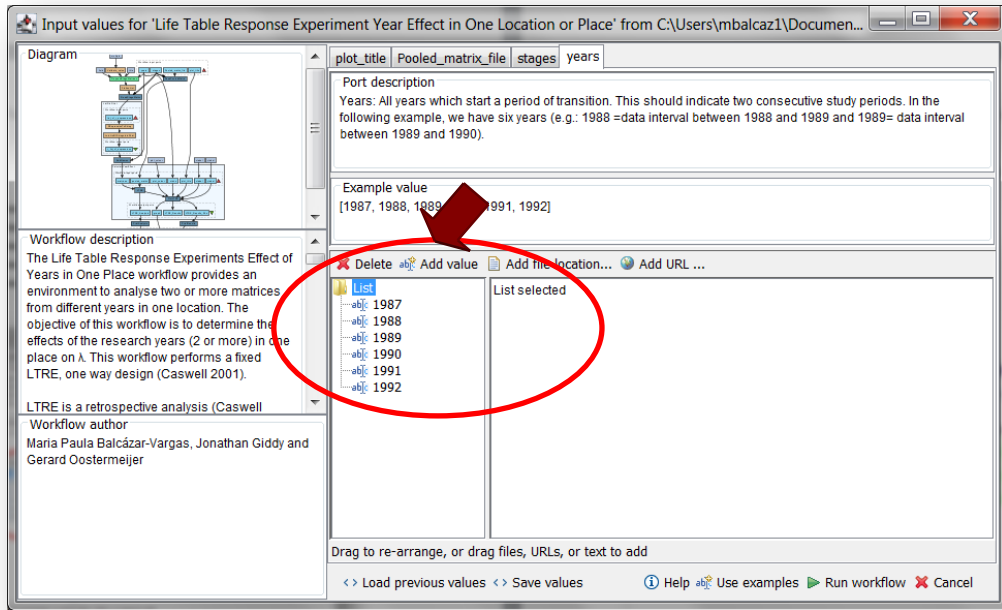 Input values for 'Life Table Response Experiment Year Effect in One Location or Place' from C:\Users\mbalcaz1\Documen...
Diagram
Workflow description
The Life Table Response Experiments Effect of
Years in One Place workflow provides an
environment to analyse two or more matrices
from different years in one location. The
objective of this workflow is to determine the
effects of the research years (2 or more) in one
place on λ. This workflow performs a fixed
LTRE, one way design (Caswell 2001).
LTRE is a retrospective analysis (Caswell
Workflow author
Maria Paula Balcázar-Vargas, Jonathan Giddy and
Gerard Oostermeijer
plot_title Pooled_matrix_file stages years
Port description
Years: All years which start a period of transition. This should indicate two consecutive study periods. In the
following example, we have six years (e.g.: 1988 =data interval between 1988 and 1989 and 1989= data interval
between 1989 and 1990).
Example value
[1987, 1988, 1989, 1991, 1992]
Delete Add value Add file location... Add URL ...
List
1987
1988
1989
1990
1991
1992
List selected
Drag to re-arrange, or drag files, URLs, or text to add
Load previous values Save values Help Use examples Run workflow Cancel